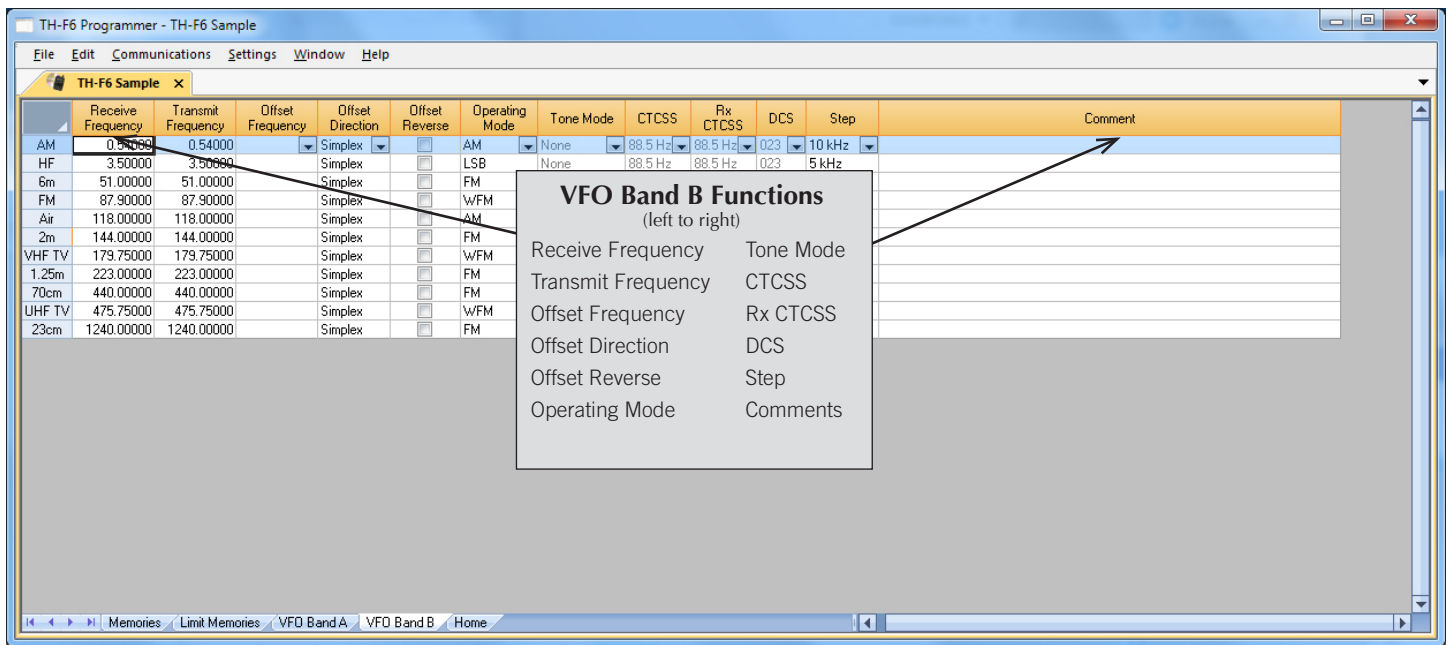 TH-F6 Programmer - TH-F6 Sample
File Edit Communications Settings Window Help
TH-F6 Sample X
Receive Frequency Transmit Frequency Offset Frequency Offset Direction Offset Reverse Operating Mode Tone Mode CTCSS Rx CTCSS DCS Step Comment
AM 0.54000 0.54000 Simplex AM None 88.5 Hz 88.5 Hz 023 10 kHz
HF 3.50000 3.50000 Simplex LSB None 88.5 Hz 88.5 Hz 023 5 kHz
6m 51.00000 51.00000 Simplex FM
FM 87.90000 87.90000 Simplex WFM
Air 118.00000 118.00000 Simplex AM
2m 144.00000 144.00000 Simplex FM
VHF TV 179.75000 179.75000 Simplex WFM
1.25m 223.00000 223.00000 Simplex FM
70cm 440.00000 440.00000 Simplex FM
UHF TV 475.75000 475.75000 Simplex WFM
23cm 1240.00000 1240.00000 Simplex FM
VFO Band B Functions
(left to right)
Receive Frequency Tone Mode
Transmit Frequency CTCSS
Offset Frequency Rx CTCSS
Offset Direction DCS
Offset Reverse Step
Operating Mode Comments
Memories Limit Memories VFO Band A VFO Band B Home